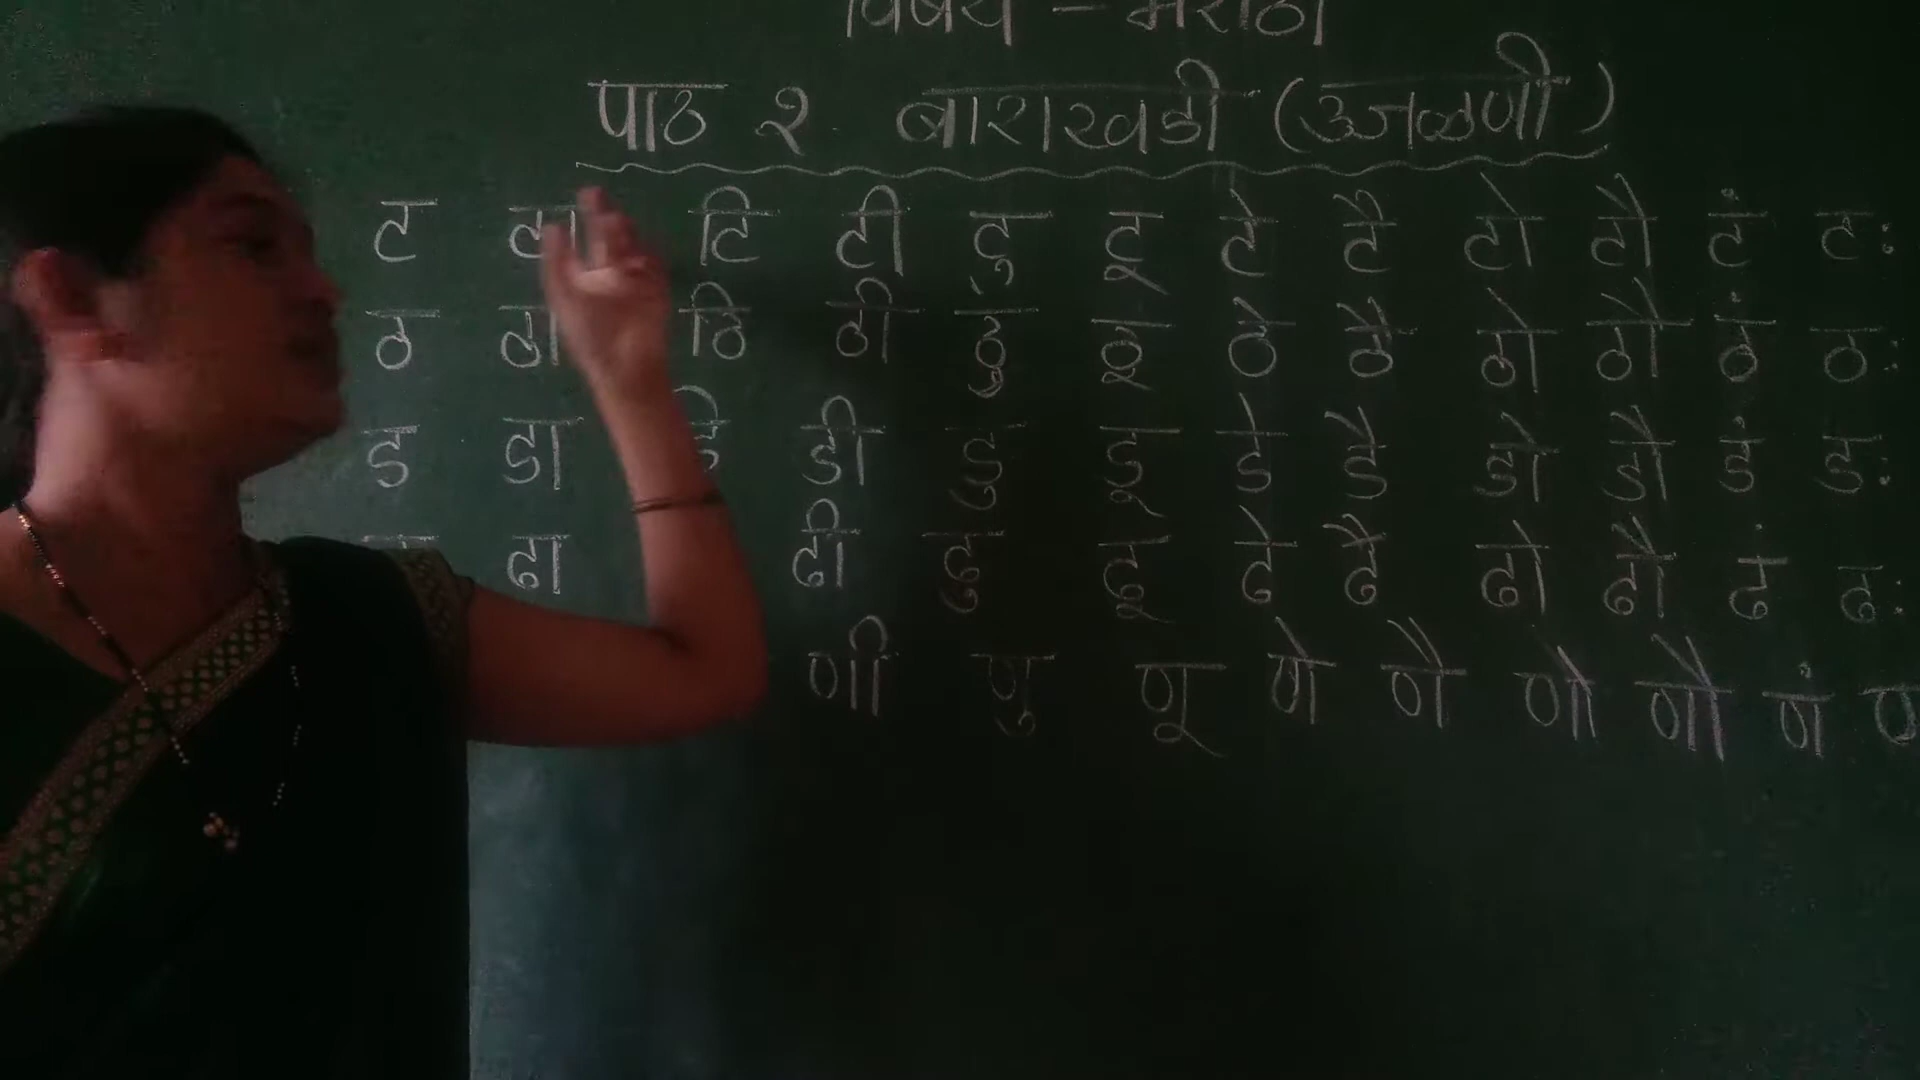 विषय – मराठी
पाठ २. बाराखडी (उजळणी)
ट टा टि टी टु टू टे टै टो टौ टं टः
ठ ठा ठि ठी ठु ठू ठे ठै ठो ठौ ठं ठः
ड डा डि डी डु डू डे डै डो डौ डं डः
ढा ढी ढु ढू ढे ढै ढो ढौ ढं ढः
णी णु णू णे णै णो णौ णं ण